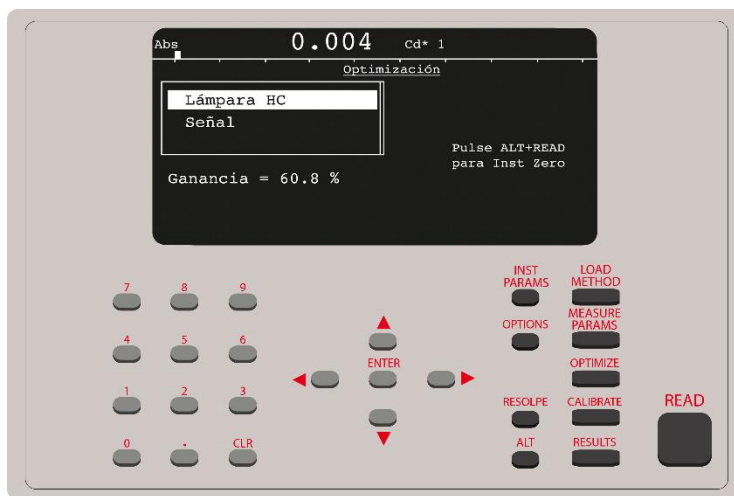 Abs 0.004 Cd* 1
Optimización
Lámpara HC
Señal
Pulse ALT+READ
para Inst Zero
Ganancia = 60.8 %
INST
PARAMS
LOAD
METHOD
7 8 9
OPTIONS
MEASURE
PARAMS
4 5 6
ENTER
OPTIMIZE
1 2 3
RESOLPE
CALIBRATE
READ
0 . CLR
ALT
RESULTS